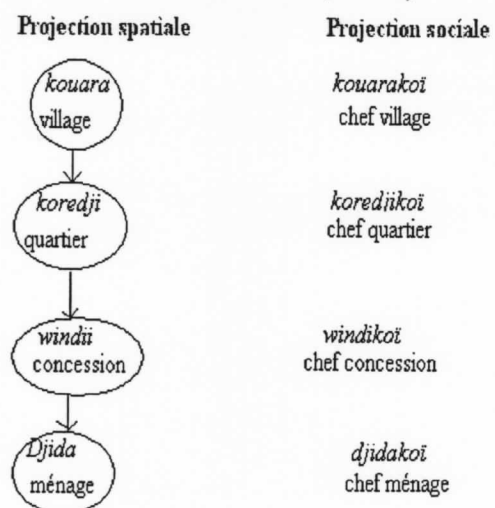 Projection spatiale
Projection sociale
kouara
village
kouarakoï
chef village
koredji
quartier
koredjikoï
chef quartier
windii
concession
windikoï
chef concession
Djida
ménage
djidakoï
chef ménage